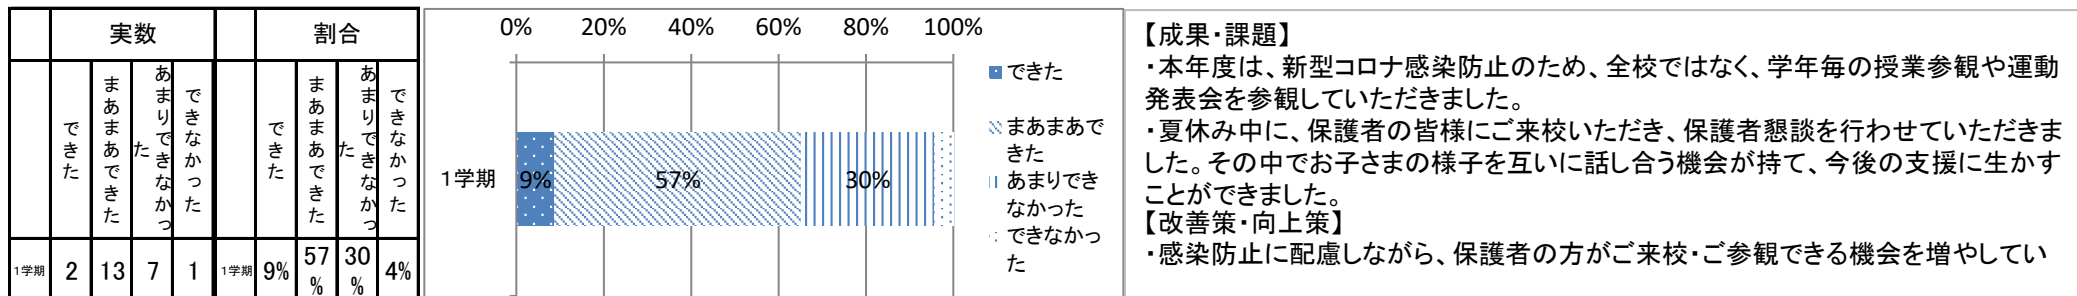 実数
割合
できた
まあまあできた
あまりできなかった
できなかった
できた
まあまあできた
あまりできなかった
できなかった
1学期 2 13 7 1 1学期 9% 57% 30% 4%
0% 20% 40% 60% 80% 100%
1学期 9% 57% 30%
できた
まあまあで
きた
あまりでき
なかった
できなかっ
た
【成果・課題】
・本年度は、新型コロナ感染防止のため、全校ではなく、学年毎の授業参観や運動
発表会を参観していただきました。
・夏休み中に、保護者の皆様にご来校いただき、保護者懇談を行わせていただきま
した。その中でお子さまの様子を互いに話し合う機会が持て、今後の支援に生かす
ことができました。
【改善策・向上策】
・感染防止に配慮しながら、保護者の方がご来校・ご参観できる機会を増やしてい